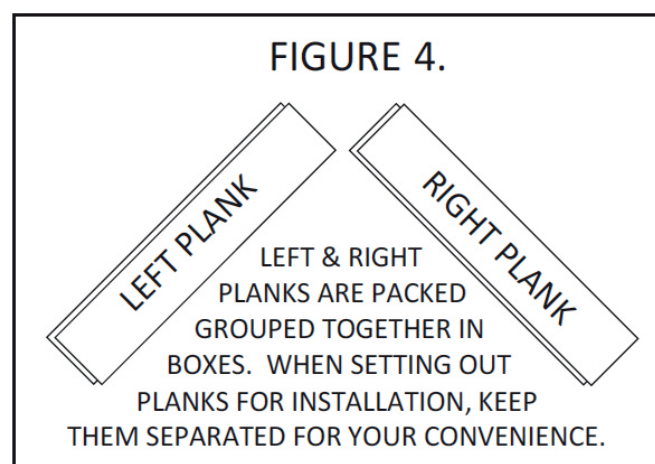 FIGURE 4.
LEFT PLANK
RIGHT PLANK
LEFT & RIGHT
PLANKS ARE PACKED
GROUPED TOGETHER IN
BOXES.  WHEN SETTING OUT
PLANKS FOR INSTALLATION, KEEP
THEM SEPARATED FOR YOUR CONVENIENCE.